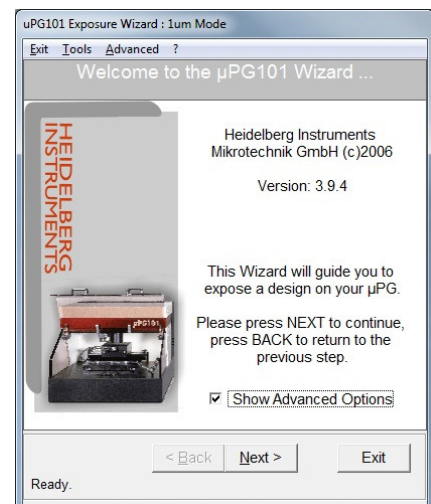 uPG101 Exposure Wizard : 1um Mode
Exit Tools Advanced ?
Welcome to the µPG101 Wizard ...
HEIDELBERG
INSTRUMENTS
Heidelberg Instruments
Mikrotechnik GmbH (c)2006
Version: 3.9.4
This Wizard will guide you to
expose a design on your µPG.
Please press NEXT to continue,
press BACK to return to the
previous step.
µPG101
Show Advanced Options
< Back Next > Exit
Ready.